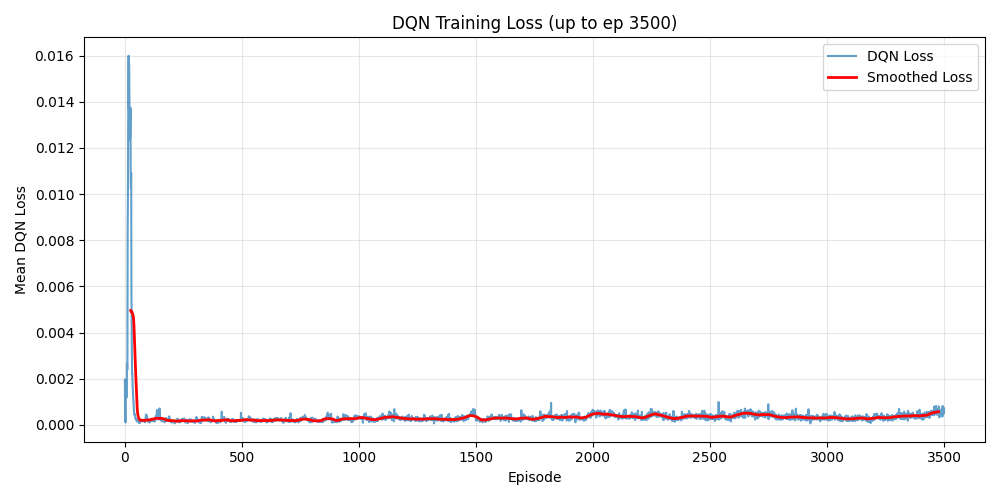 DQN Training Loss (up to ep 3500)
DQN Loss
Smoothed Loss
Mean DQN Loss
0.016
0.014
0.012
0.010
0.008
0.006
0.004
0.002
0.000
0 500 1000 1500 2000 2500 3000 3500
Episode